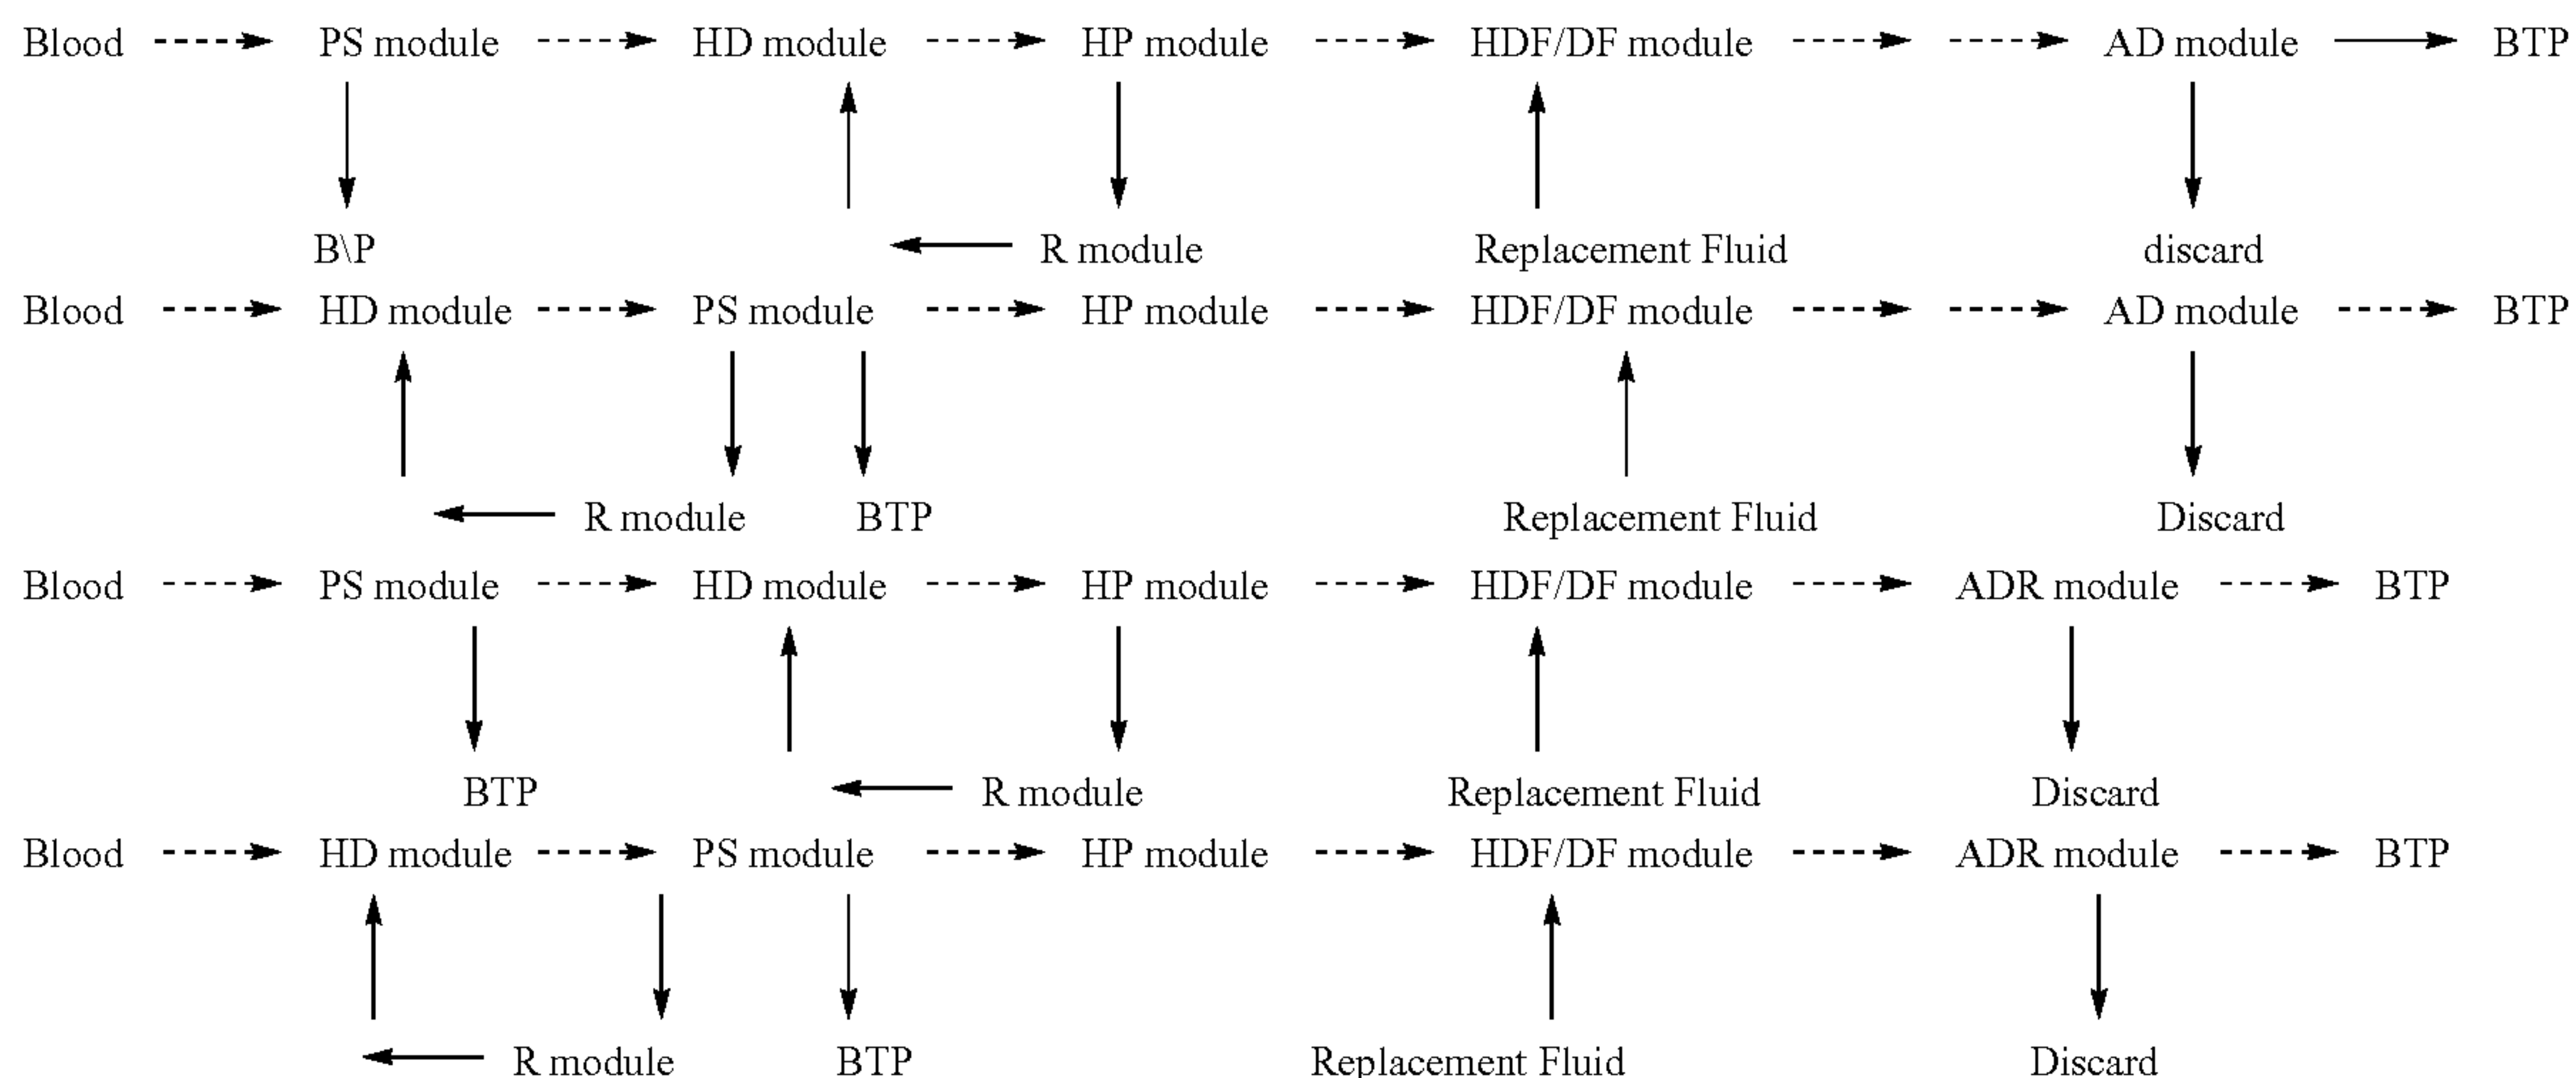 Blood PS module HD module HP module HDF/DF module AD module BTP
B\P R module Replacement Fluid discard
Blood HD module PS module HP module HDF/DF module AD module BTP
R module BTP Replacement Fluid Discard
Blood PS module HD module HP module HDF/DF module ADR module BTP
BTP R module Replacement Fluid Discard
Blood HD module PS module HP module HDF/DF module ADR module BTP
R module BTP Replacement Fluid Discard